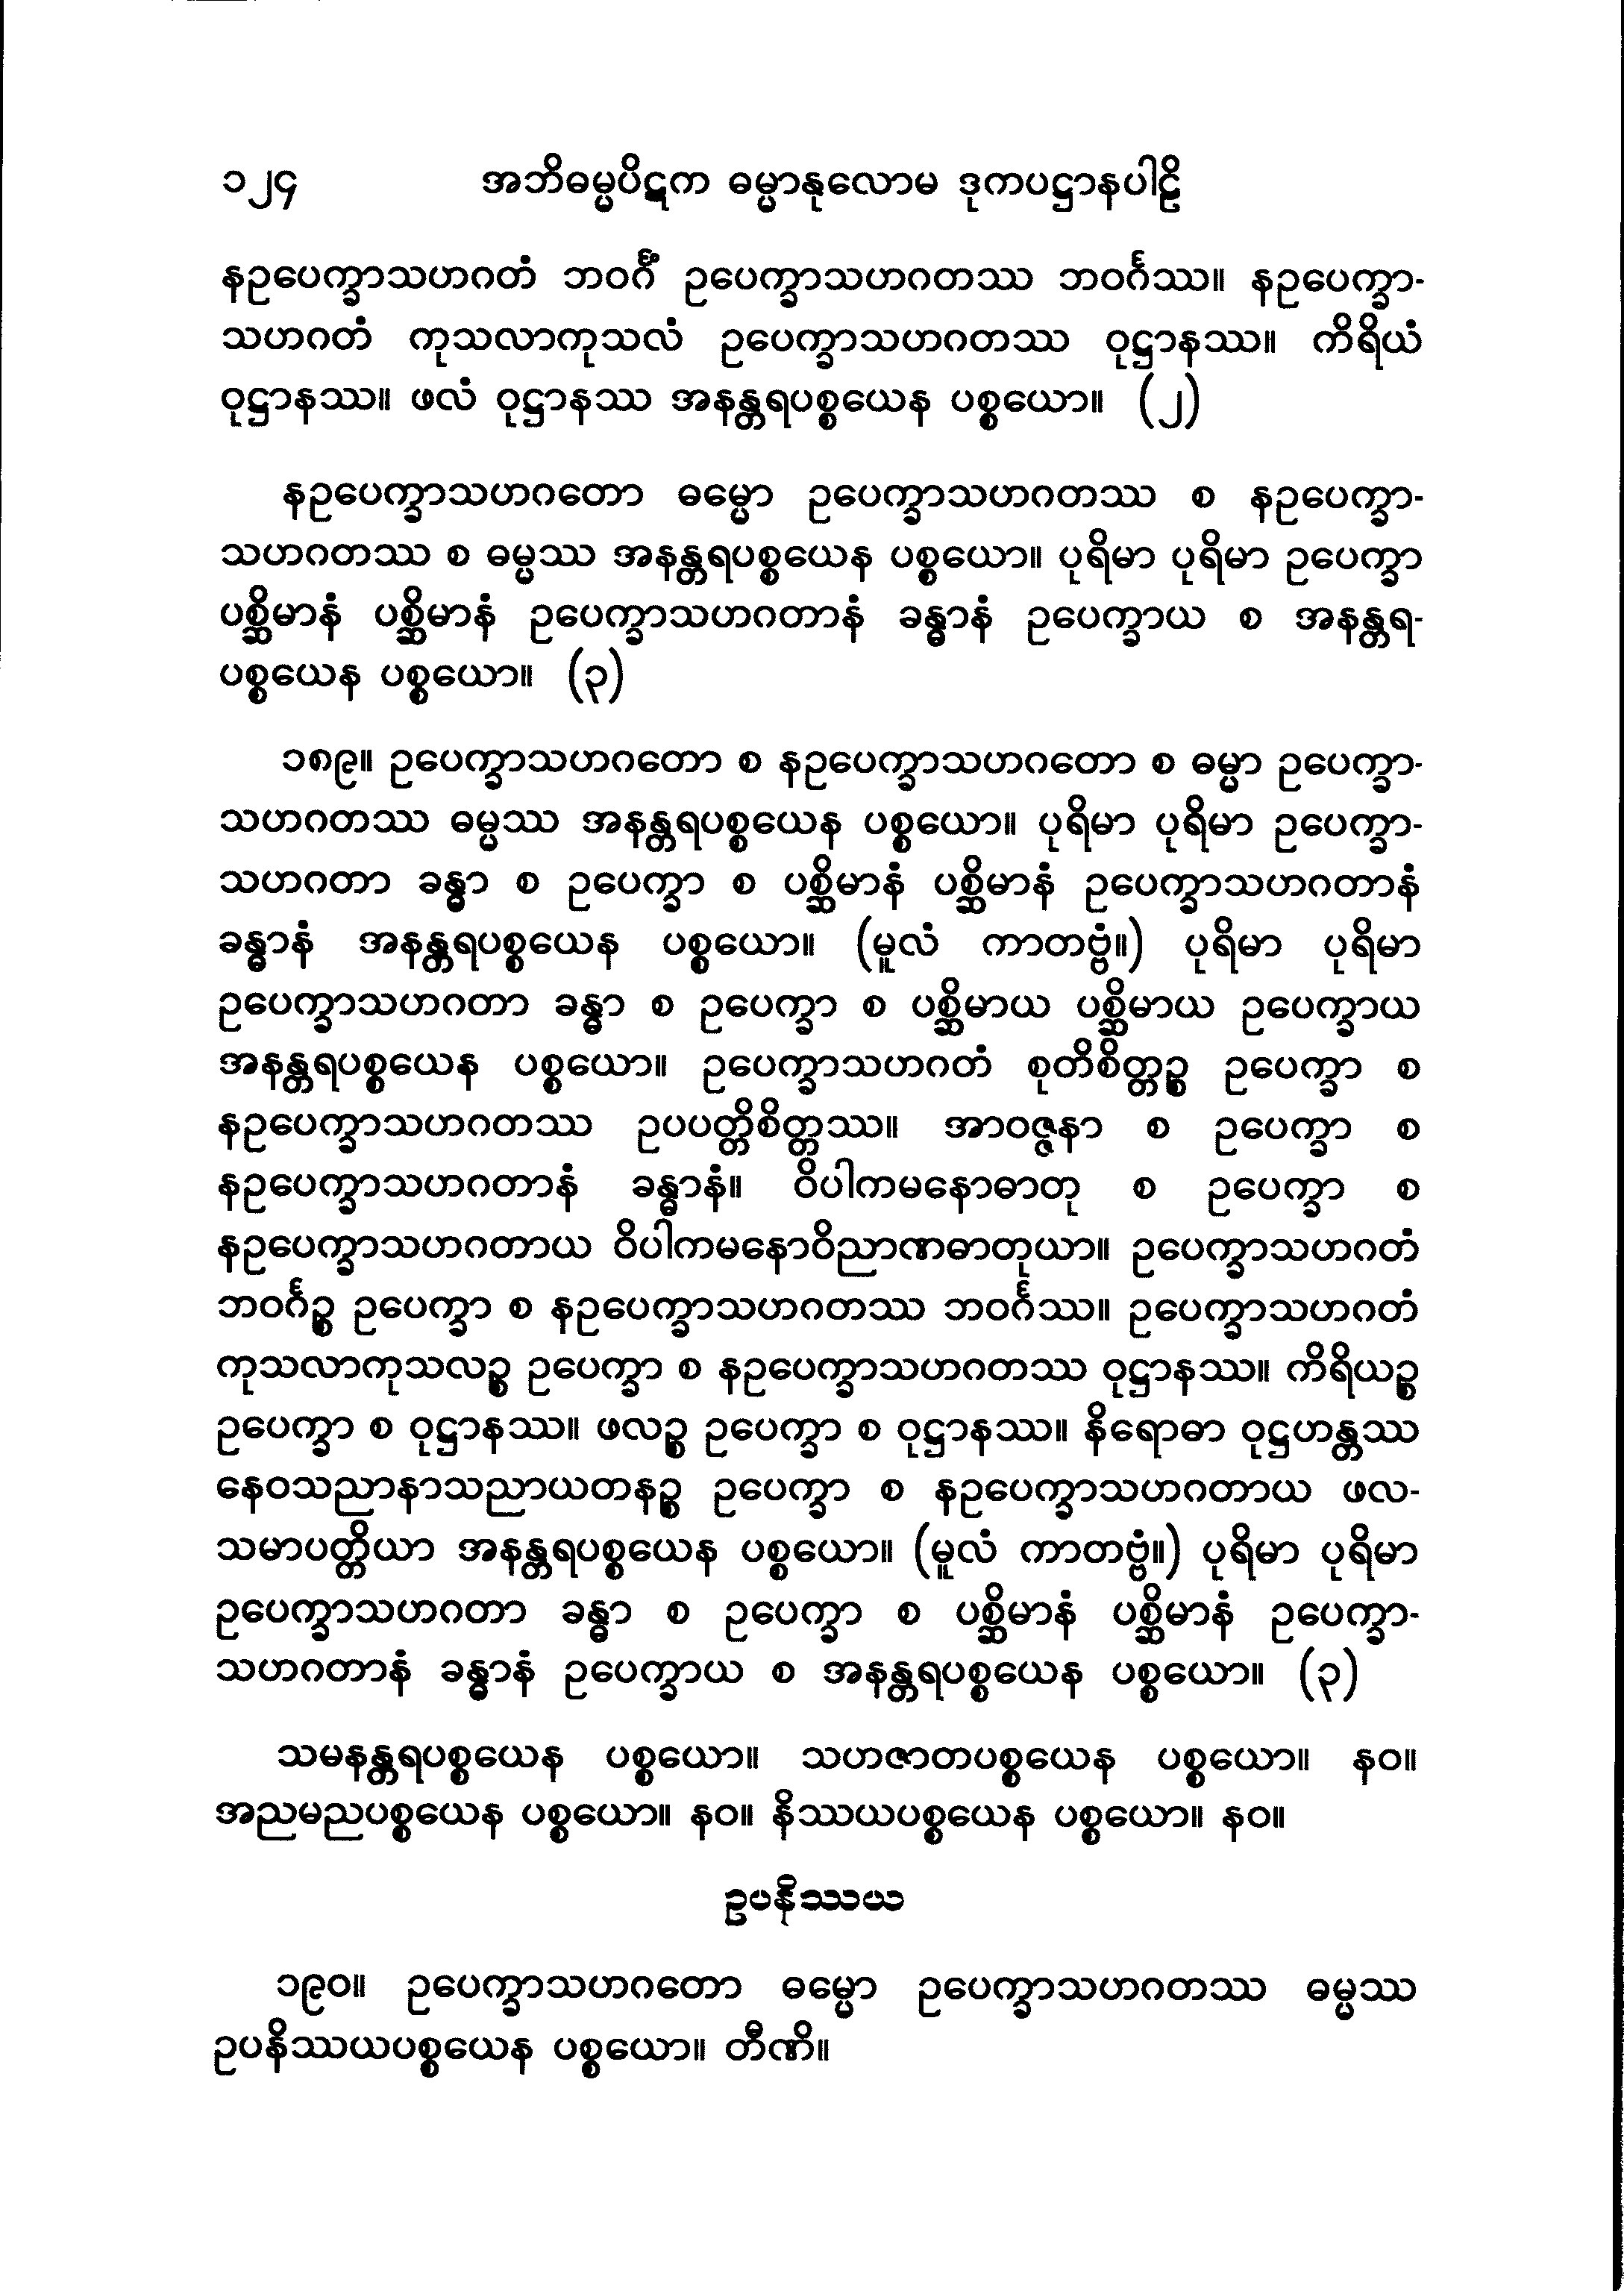 ၁၂၄ အဘိဓမ္မပိဋက ဓမ္မာနုလောမ ဒုကပဋ္ဌာနပါဠိ
နဥပေက္ခာသဟဂတံ ဘဝင်္ဂံ ဥပေက္ခာသဟဂတဿ ဘဝင်္ဂဿ။ နဥပေက္ခာ-
သဟဂတံ ကုသလာကုသလံ ဥပေက္ခာသဟဂတဿ ဝုဋ္ဌာနဿ။ ကိရိယံ
ဝုဋ္ဌာနဿ။ ဖလံ ဝုဋ္ဌာနဿ အနန္တရပစ္စယေန ပစ္စယော။ (၂)
နဥပေက္ခာသဟဂတော ဓမ္မော ဥပေက္ခာသဟဂတဿ စ နဥပေက္ခာ-
သဟဂတဿ စ ဓမ္မဿ အနန္တရပစ္စယေန ပစ္စယော။ ပုရိမာ ပုရိမာ ဥပေက္ခာ
ပစ္ဆိမာနံ ပစ္ဆိမာနံ ဥပေက္ခာသဟဂတာနံ ခန္ဓာနံ ဥပေက္ခာယ စ အနန္တရ-
ပစ္စယေန ပစ္စယော။ (၃)
၁၈၉။ ဥပေက္ခာသဟဂတော စ နဥပေက္ခာသဟဂတော စ ဓမ္မာ ဥပေက္ခာ-
သဟဂတဿ ဓမ္မဿ အနန္တရပစ္စယေန ပစ္စယော။ ပုရိမာ ပုရိမာ ဥပေက္ခာ-
သဟဂတာ ခန္ဓာ စ ဥပေက္ခာ စ ပစ္ဆိမာနံ ပစ္ဆိမာနံ ဥပေက္ခာသဟဂတာနံ
ခန္ဓာနံ အနန္တရပစ္စယေန ပစ္စယော။ (မူလံ ကာတဗ္ဗံ။) ပုရိမာ ပုရိမာ
ဥပေက္ခာသဟဂတာ ခန္ဓာ စ ဥပေက္ခာ စ ပစ္ဆိမာယ ပစ္ဆိမာယ ဥပေက္ခာယ
အနန္တရပစ္စယေန ပစ္စယော။ ဥပေက္ခာသဟဂတံ စုတိစိတ္တဉ္စ ဥပေက္ခာ စ
နဥပေက္ခာသဟဂတဿ ဥပပတ္တိစိတ္တဿ။ အာဝဇ္ဇနာ စ ဥပေက္ခာ စ
နဥပေက္ခာသဟဂတာနံ ခန္ဓာနံ။ ဝိပါကမနောဓာတု စ ဥပေက္ခာ စ
နဥပေက္ခာသဟဂတာယ ဝိပါကမနောဝိညာဏဓာတုယာ။ ဥပေက္ခာသဟဂတံ
ဘဝင်္ဂဉ္စ ဥပေက္ခာ စ နဥပေက္ခာသဟဂတဿ ဘဝင်္ဂဿ။ ဥပေက္ခာသဟဂတံ
ကုသလာကုသလဉ္စ ဥပေက္ခာ စ နဥပေက္ခာသဟဂတဿ ဝုဋ္ဌာနဿ။ ကိရိယဉ္စ
ဥပေက္ခာ စ ဝုဋ္ဌာနဿ။ ဖလဉ္စ ဥပေက္ခာ စ ဝုဋ္ဌာနဿ။ နိရောဓာ ဝုဋ္ဌဟန္တဿ
နေဝသညာနာသညာယတနဉ္စ ဥပေက္ခာ စ နဥပေက္ခာသဟဂတာယ ဖလ-
သမာပတ္တိယာ အနန္တရပစ္စယေန ပစ္စယော။ (မူလံ ကာတဗ္ဗံ။) ပုရိမာ ပုရိမာ
ဥပေက္ခာသဟဂတာ ခန္ဓာ စ ဥပေက္ခာ စ ပစ္ဆိမာနံ ပစ္ဆိမာနံ ဥပေက္ခာ-
သဟဂတာနံ ခန္ဓာနံ ဥပေက္ခာယ စ အနန္တရပစ္စယေန ပစ္စယော။ (၃)
သမနန္တရပစ္စယေန ပစ္စယော။ သဟဇာတပစ္စယေန ပစ္စယော။ နဝ။
အညမညပစ္စယေန ပစ္စယော။ နဝ။ နိဿယပစ္စယေန ပစ္စယော။ နဝ။
ဥပနိဿယ
၁၉၀။ ဥပေက္ခာသဟဂတော ဓမ္မော ဥပေက္ခာသဟဂတဿ ဓမ္မဿ
ဥပနိဿယပစ္စယေန ပစ္စယော။ တီဏိ။